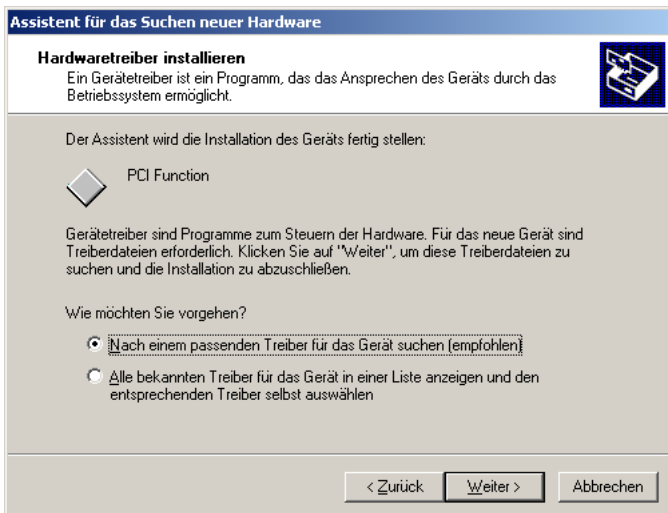 Assistent für das Suchen neuer Hardware
Hardwaretreiber installieren
Ein Gerätetreiber ist ein Programm, das das Ansprechen des Geräts durch das
Betriebssystem ermöglicht.
Der Assistent wird die Installation des Geräts fertig stellen:
PCI Function
Gerätetreiber sind Programme zum Steuern der Hardware. Für das neue Gerät sind
Treiberdateien erforderlich. Klicken Sie auf "Weiter", um diese Treiberdateien zu
suchen und die Installation zu abzuschließen.
Wie möchten Sie vorgehen?
Nach einem passenden Treiber für das Gerät suchen (empfohlen)
Alle bekannten Treiber für das Gerät in einer Liste anzeigen und den
entsprechenden Treiber selbst auswählen
< Zurück Weiter > Abbrechen